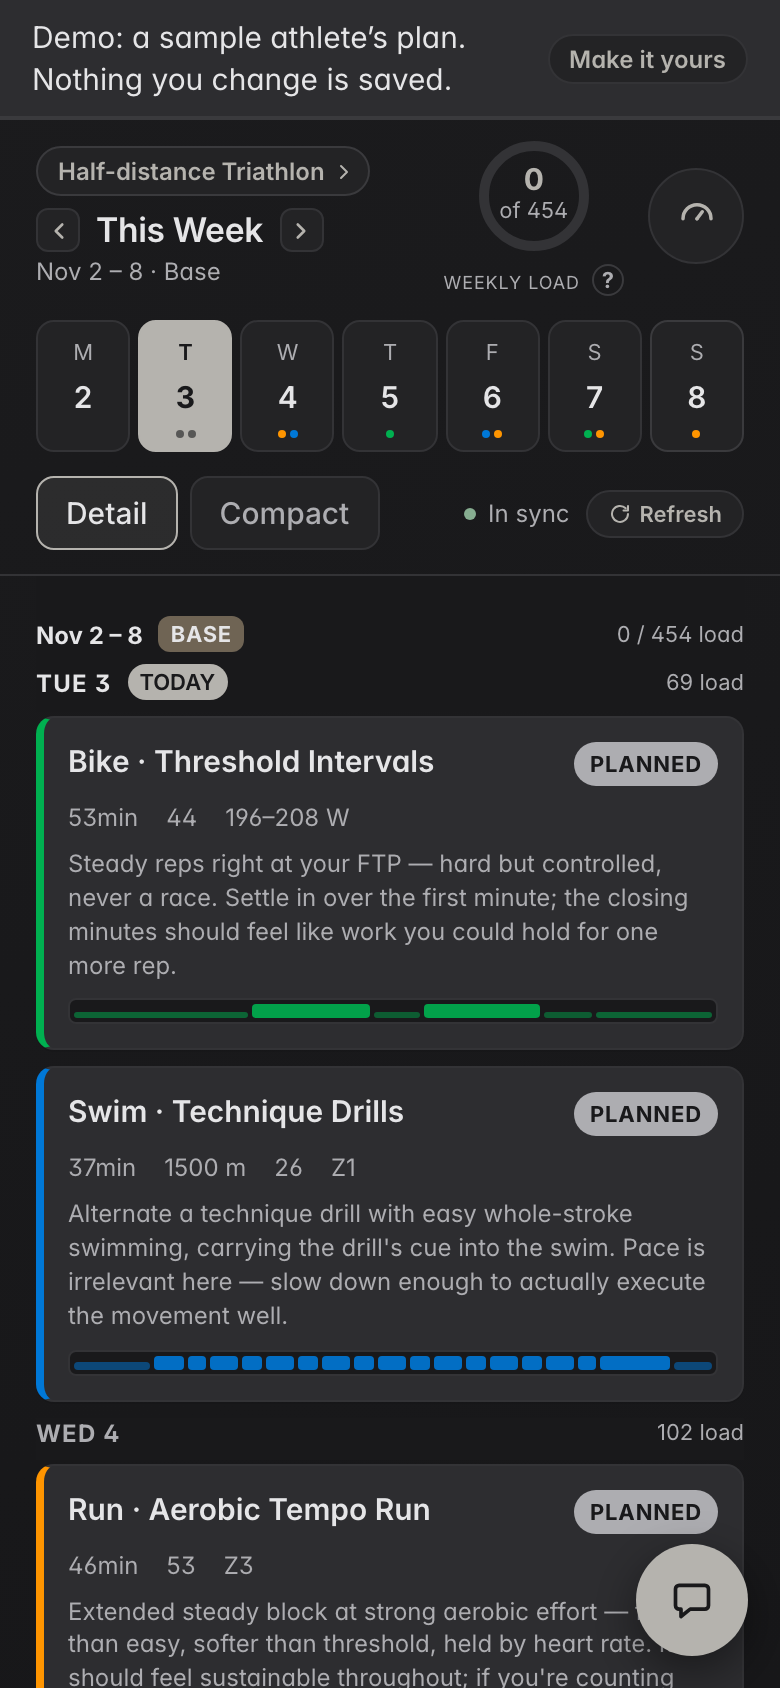 Demo: a sample athlete’s plan.
Nothing you change is saved.
Make it yours
Half-distance Triathlon
This Week
Nov 2 – 8 · Base
0
of 454
WEEKLY LOAD ?
M T W T F S S
2 3 4 5 6 7 8
Detail Compact In sync Refresh
Nov 2 – 8 BASE 0 / 454 load
TUE 3 TODAY 69 load
Bike · Threshold Intervals PLANNED
53min 44 196–208 W
Steady reps right at your FTP — hard but controlled,
never a race. Settle in over the first minute; the closing
minutes should feel like work you could hold for one
more rep.
Swim · Technique Drills PLANNED
37min 1500 m 26 Z1
Alternate a technique drill with easy whole-stroke
swimming, carrying the drill's cue into the swim. Pace is
irrelevant here — slow down enough to actually execute
the movement well.
WED 4 102 load
Run · Aerobic Tempo Run PLANNED
46min 53 Z3
Extended steady block at strong aerobic effort —
than easy, softer than threshold, held by heart rate.
should feel sustainable throughout; if you're counting